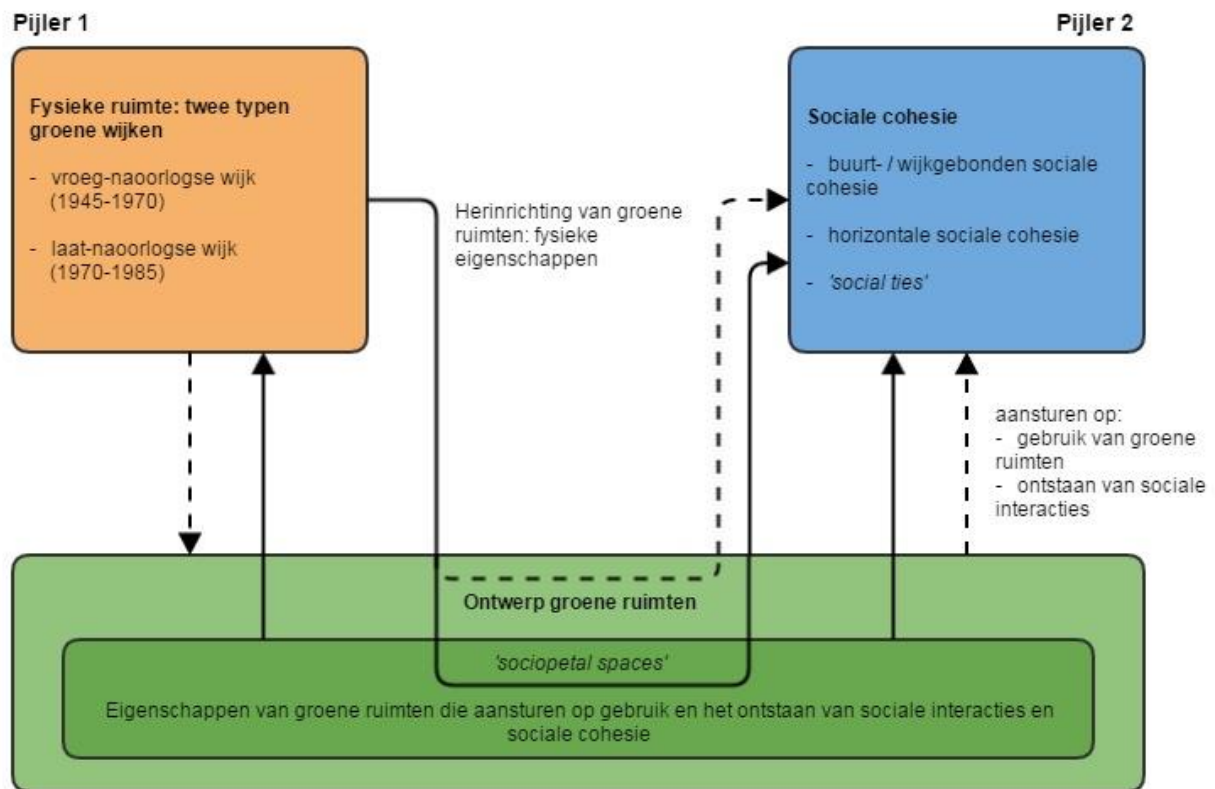 Pijler 1
Pijler 2
Fysieke ruimte: twee typen
groene wijken
- vroeg-naoorlogse wijk
(1945-1970)
- laat-naoorlogse wijk
(1970-1985)
Herinrichting van groene
ruimten: fysieke
eigenschappen
Sociale cohesie
- buurt- / wijkgebonden sociale
cohesie
- horizontale sociale cohesie
- 'social ties'
aansturen op:
- gebruik van groene
ruimten
- ontstaan van sociale
interacties
Ontwerp groene ruimten
'sociopetal spaces'
Eigenschappen van groene ruimten die aansturen op gebruik en het ontstaan van sociale interacties en
sociale cohesie